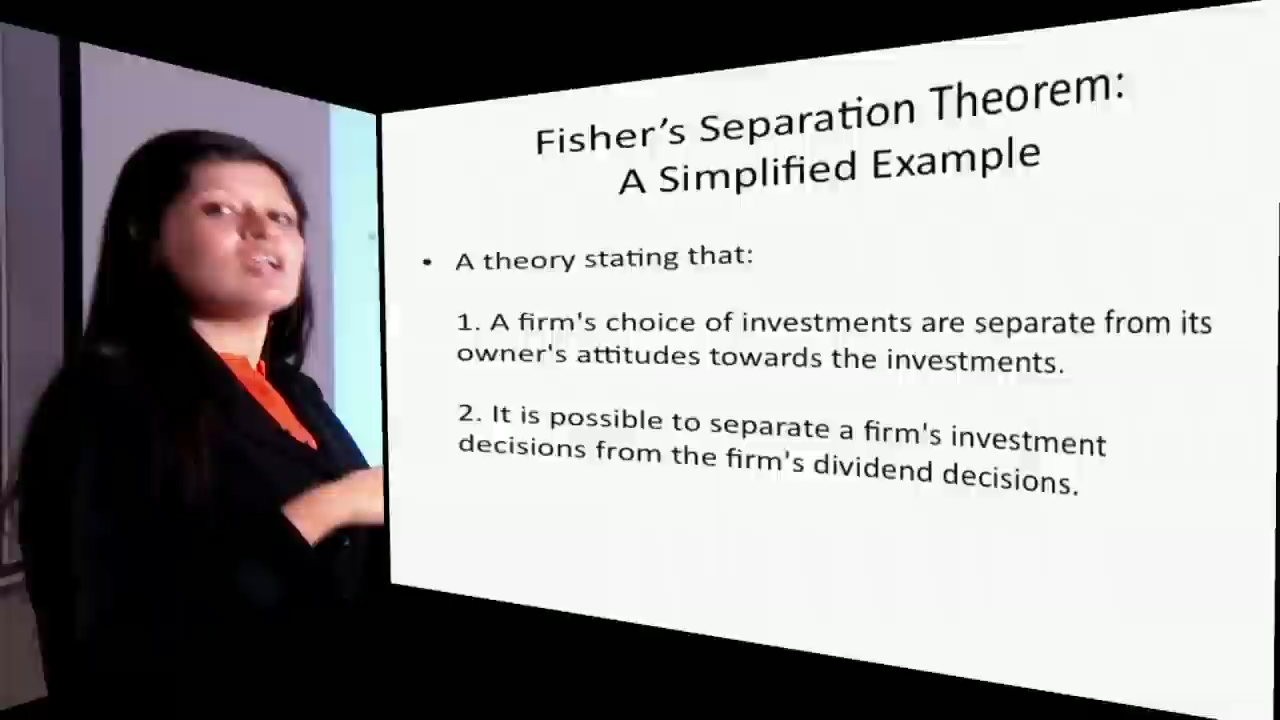 Fisher’s Separation Theorem:
A Simplified Example
• A theory stating that:
1. A firm's choice of investments are separate from its
owner's attitudes towards the investments.
2. It is possible to separate a firm's investment
decisions from the firm's dividend decisions.